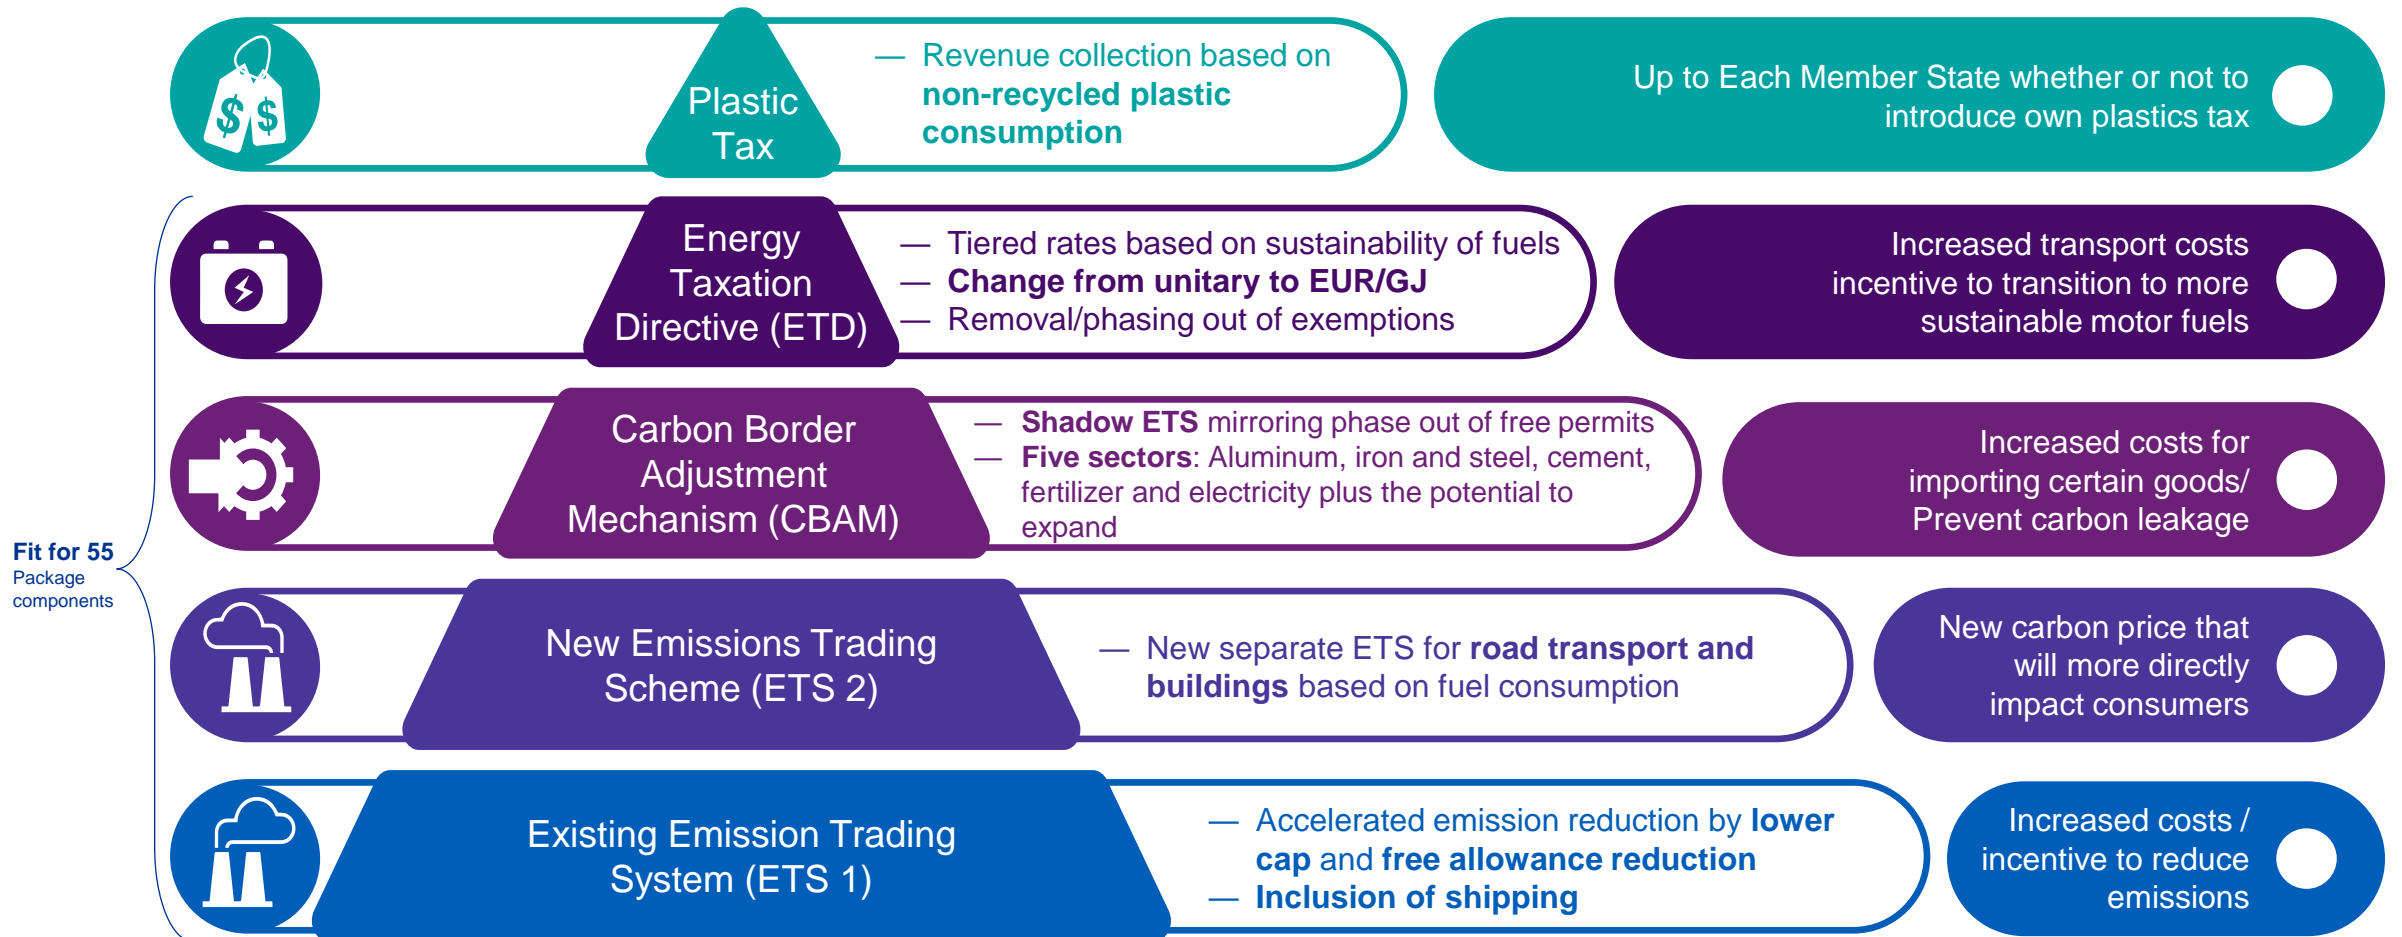 Plastic
Tax
— Revenue collection based on
non-recycled plastic
consumption
Up to Each Member State whether or not to
introduce own plastics tax
Energy
Taxation
Directive (ETD)
— Tiered rates based on sustainability of fuels
— Change from unitary to EUR/GJ
— Removal/phasing out of exemptions
Increased transport costs
incentive to transition to more
sustainable motor fuels
Carbon Border
Adjustment
Mechanism (CBAM)
— Shadow ETS mirroring phase out of free permits
— Five sectors: Aluminum, iron and steel, cement,
fertilizer and electricity plus the potential to
expand
Increased costs for
importing certain goods/
Prevent carbon leakage
Fit for 55
Package
components
New Emissions Trading
Scheme (ETS 2)
— New separate ETS for road transport and
buildings based on fuel consumption
New carbon price that
will more directly
impact consumers
Existing Emission Trading
System (ETS 1)
— Accelerated emission reduction by lower
cap and free allowance reduction
— Inclusion of shipping
Increased costs /
incentive to reduce
emissions